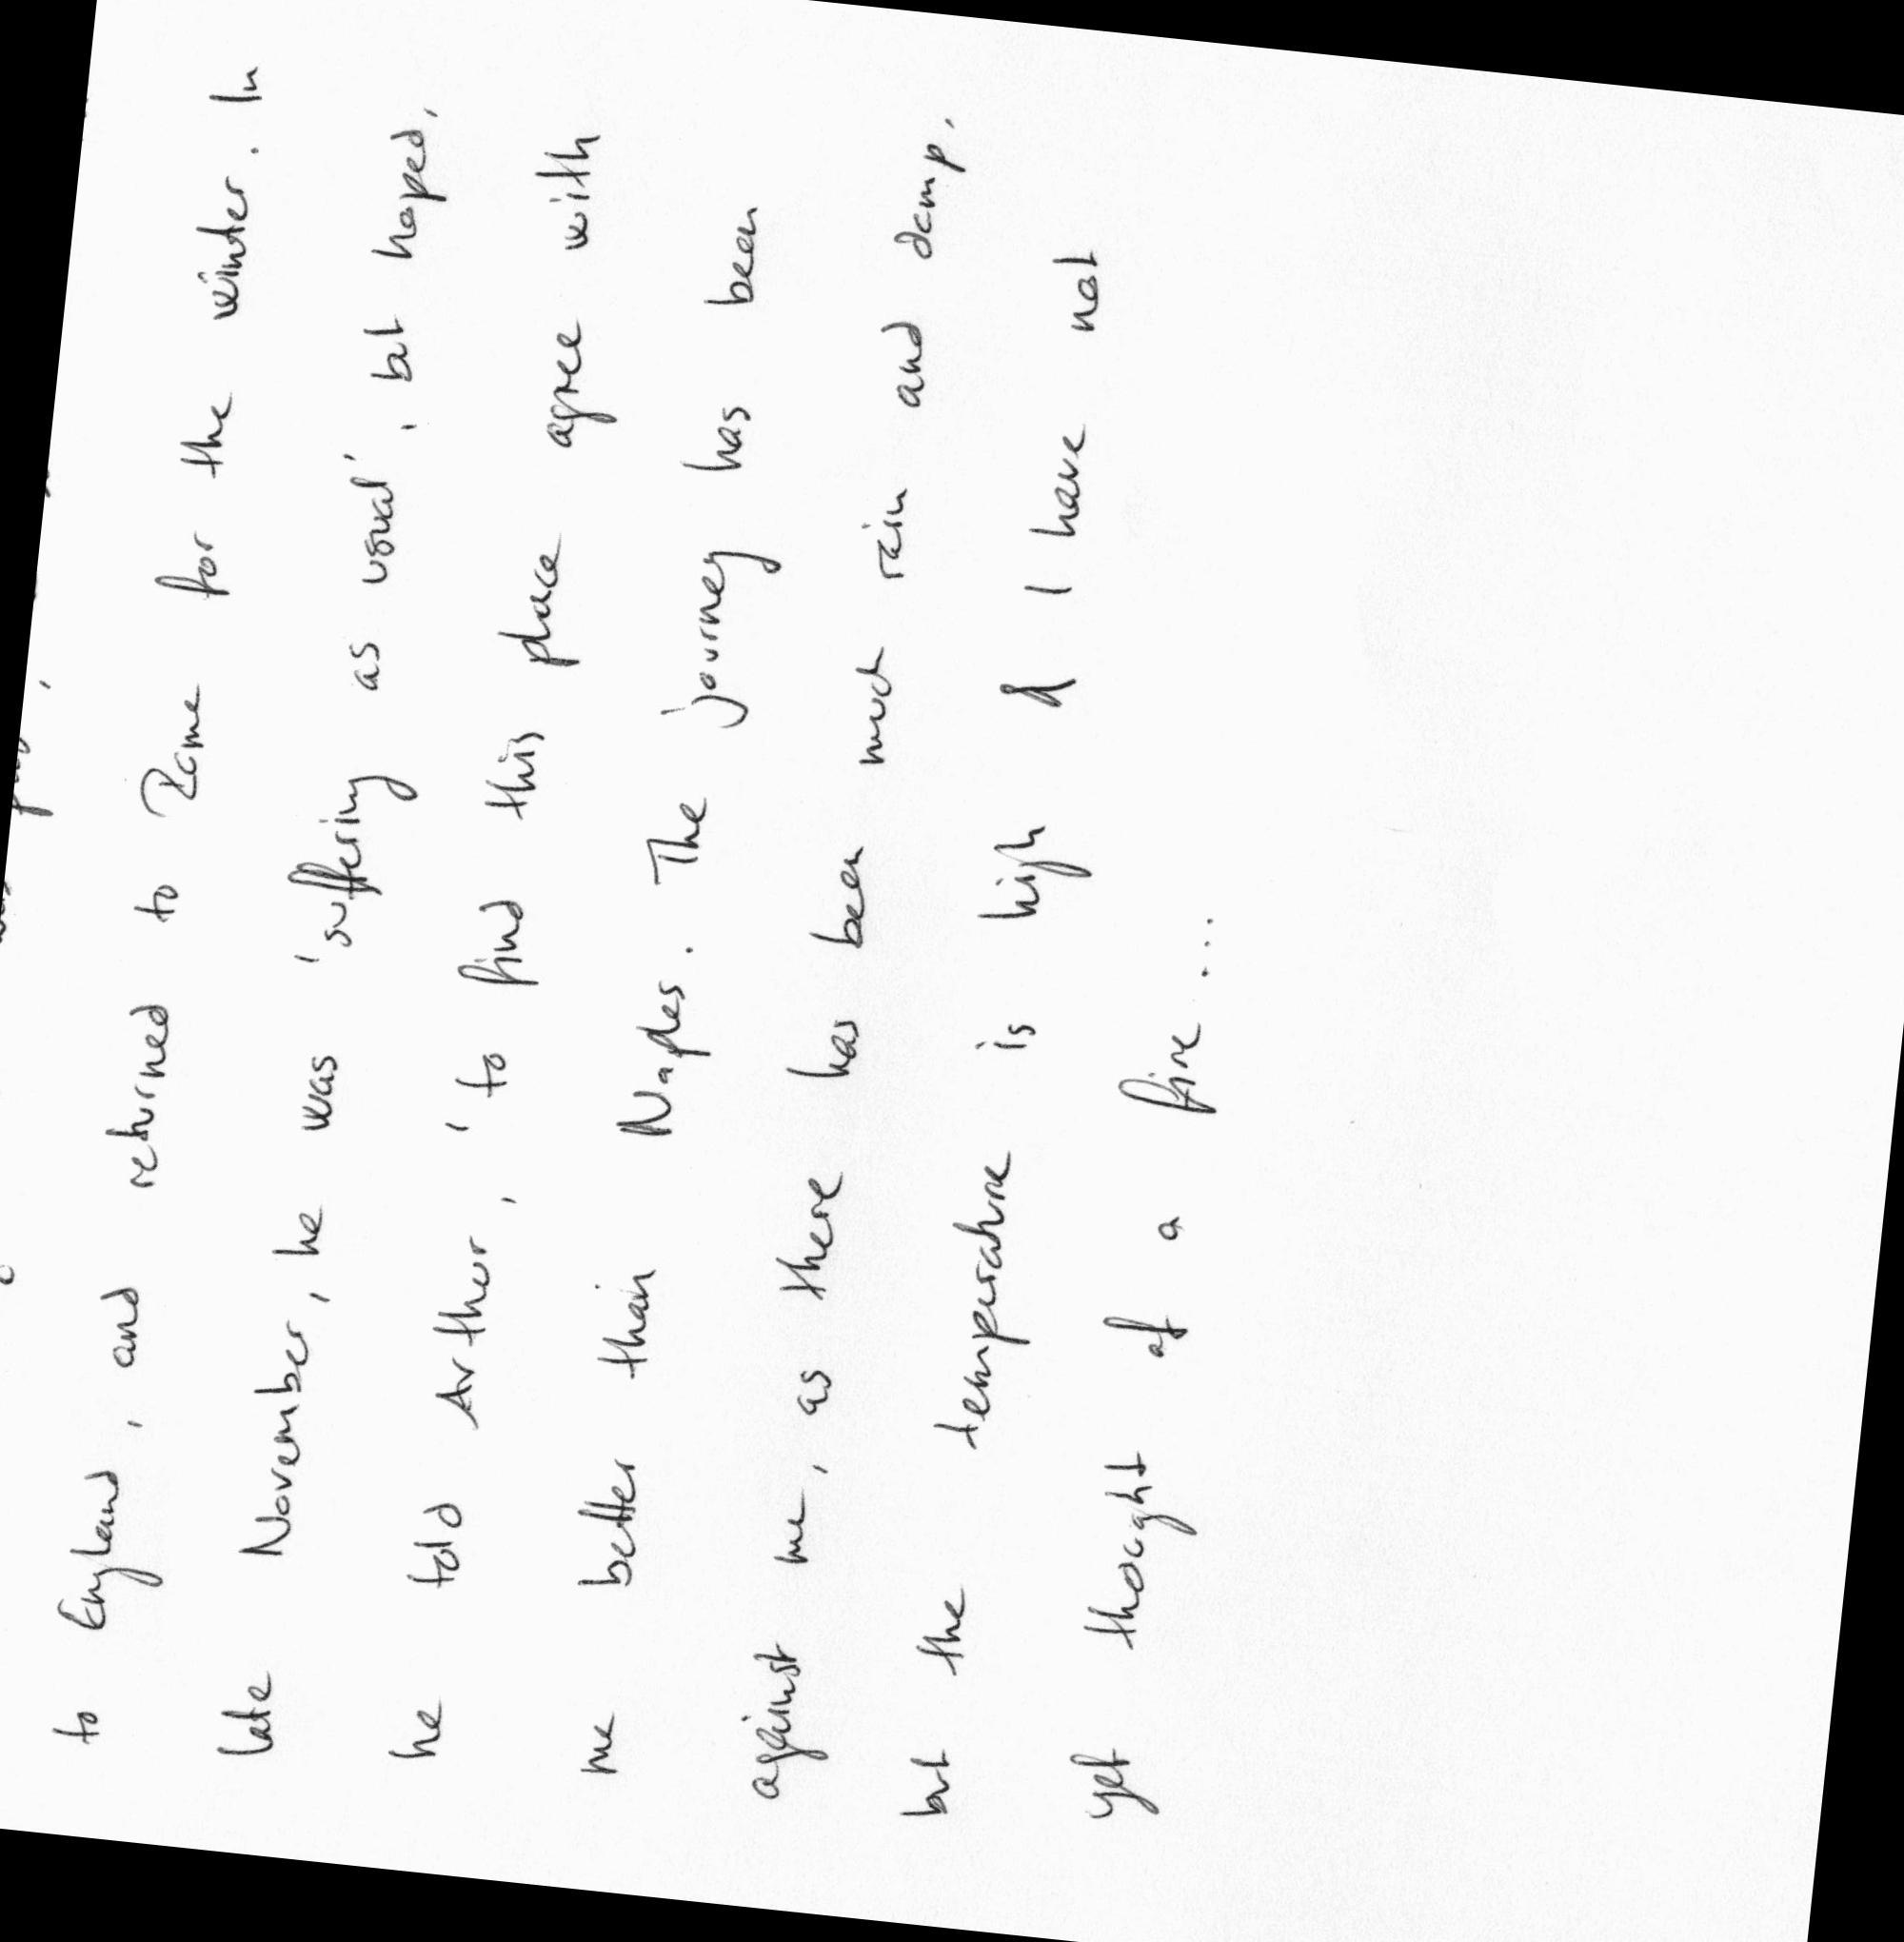 to England, and returned to Rome for the winter. In
late November, he was 'suffering as usual', but hoped,
he told Arthur, 'to find this place agree with
me better than Naples. The journey has been
against me, as there has been much rain and damp,
but the temperature is high & I have not
yet thought of a fire ...